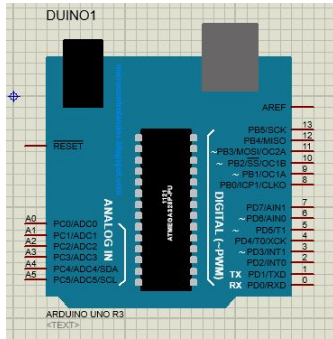 DUINO1
AREF
RESET
13
PB5/SCK
12
PB4/MISO
11
~PB3/MOSI/OC2A
10
~PB2/SS/OC1B
9
~PB1/OC1A
8
PB0/ICP1/CLKO
7
PD7/AIN1
6
~PD6/AIN0
5
~PD5/T1
4
PD4/T0/XCK
3
~PD3/INT1
2
PD2/INT0
1
TX PD1/TXD
0
RX PD0/RXD
A0
PC0/ADC0
A1
PC1/ADC1
A2
PC2/ADC2
A3
PC3/ADC3
A4
PC4/ADC4/SDA
A5
PC5/ADC5/SCL
ANALOG IN
1121
ATMEGA328P-PU
DIGITAL (~PWM)
ARDUINO UNO R3
<TEXT>